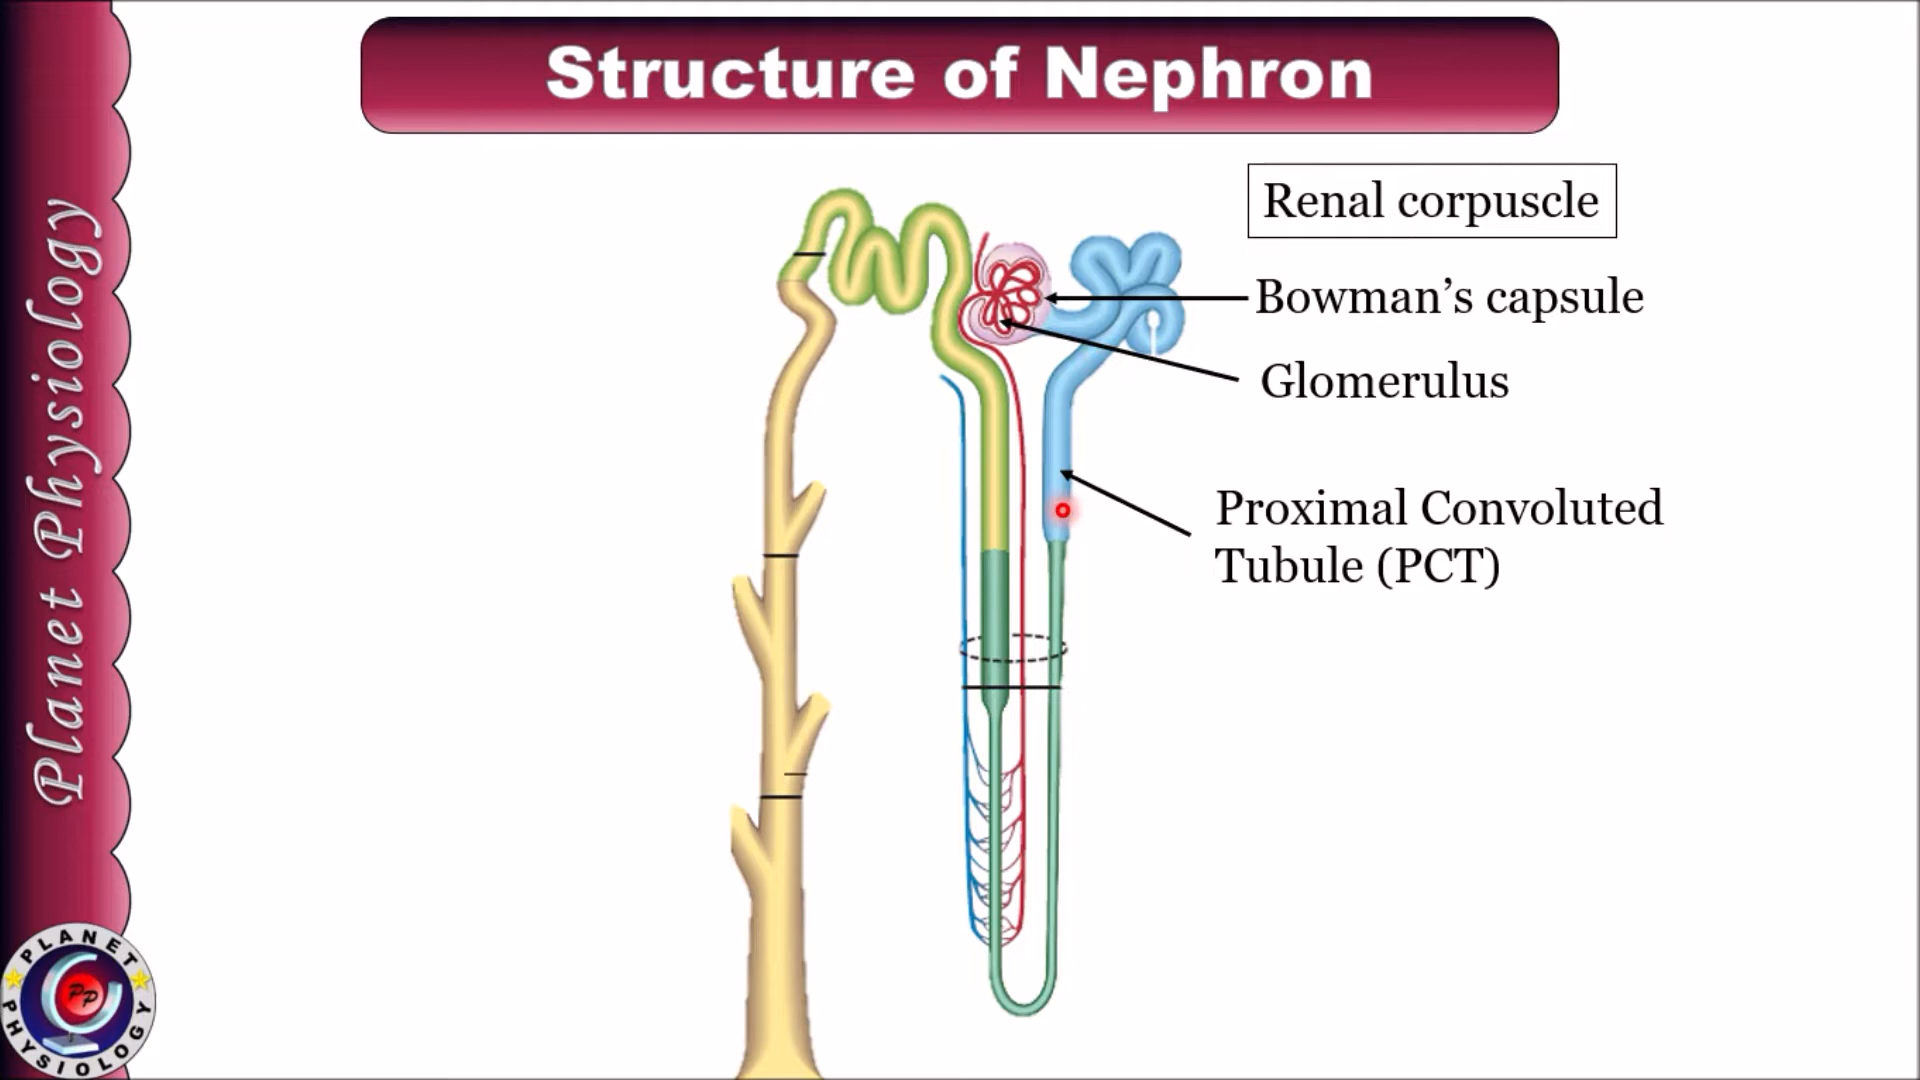 Structure of Nephron
Renal corpuscle
Bowman’s capsule
Glomerulus
Proximal Convoluted
Tubule (PCT)
Planet Physiology
PLANET
PP
PHYSIOLOGY